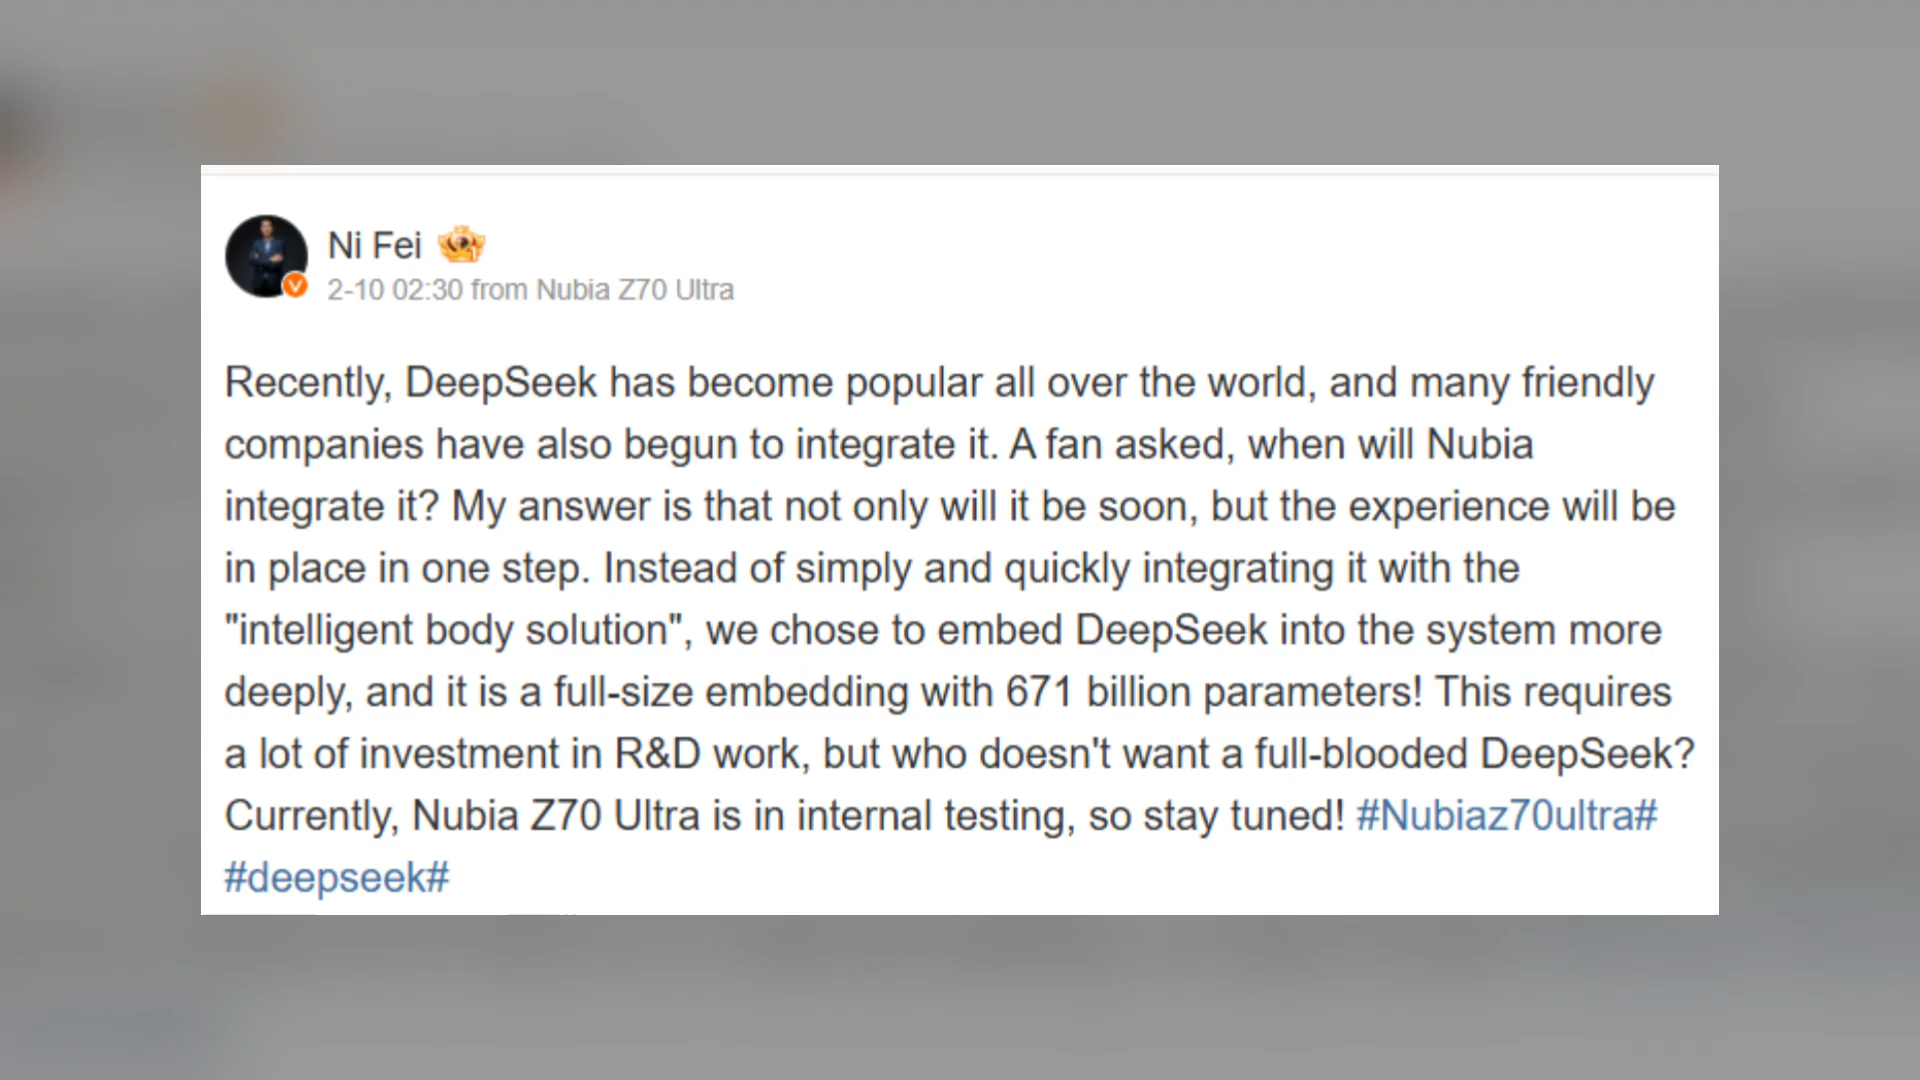 Ni Fei
2-10 02:30 from Nubia Z70 Ultra
Recently, DeepSeek has become popular all over the world, and many friendly
companies have also begun to integrate it. A fan asked, when will Nubia
integrate it? My answer is that not only will it be soon, but the experience will be
in place in one step. Instead of simply and quickly integrating it with the
"intelligent body solution", we chose to embed DeepSeek into the system more
deeply, and it is a full-size embedding with 671 billion parameters! This requires
a lot of investment in R&D work, but who doesn't want a full-blooded DeepSeek?
Currently, Nubia Z70 Ultra is in internal testing, so stay tuned! #Nubiaz70ultra#
#deepseek#